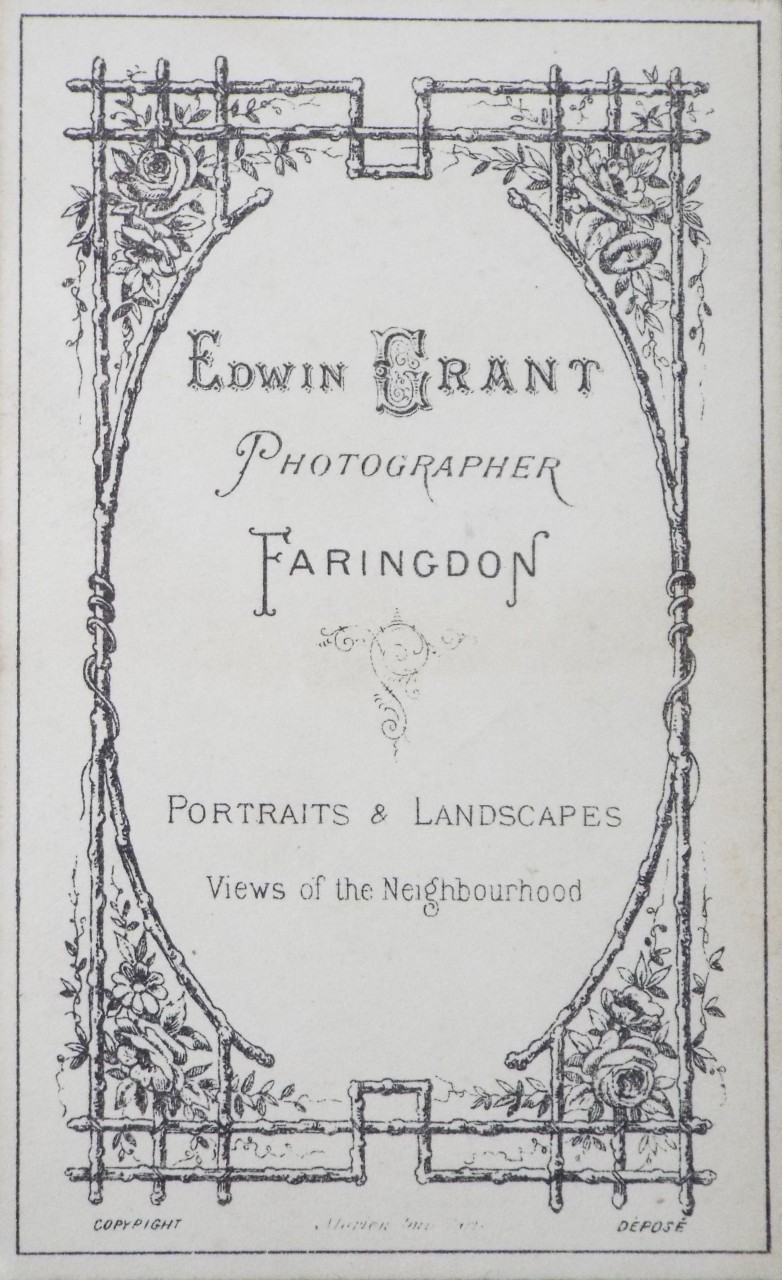 Edwin Grant
Photographer
Faringdon
Portraits & Landscapes
Views of the Neighbourhood
COPYRIGHT DÉPOSÉ